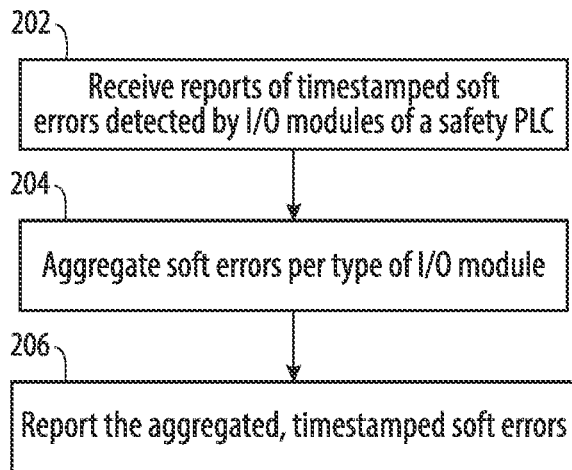 202
Receive reports of timestamped soft
errors detected by I/O modules of a safety PLC
204
Aggregate soft errors per type of I/O module
206
Report the aggregated, timestamped soft errors